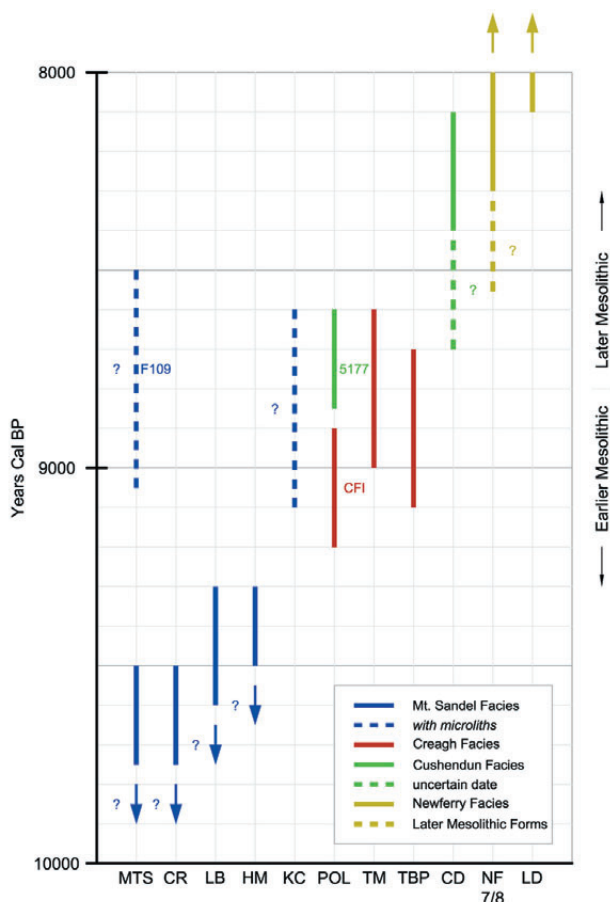 8000
?
?
? F109
5177
?
9000
CFI
?
?
? ?
10000
Years Cal BP
Later Mesolithic
Earlier Mesolithic
Mt. Sandel Facies
with microliths
Creagh Facies
Cushendun Facies
uncertain date
Newferry Facies
Later Mesolithic Forms
MTS CR LB HM KC POL TM TBP CD NF LD
7/8